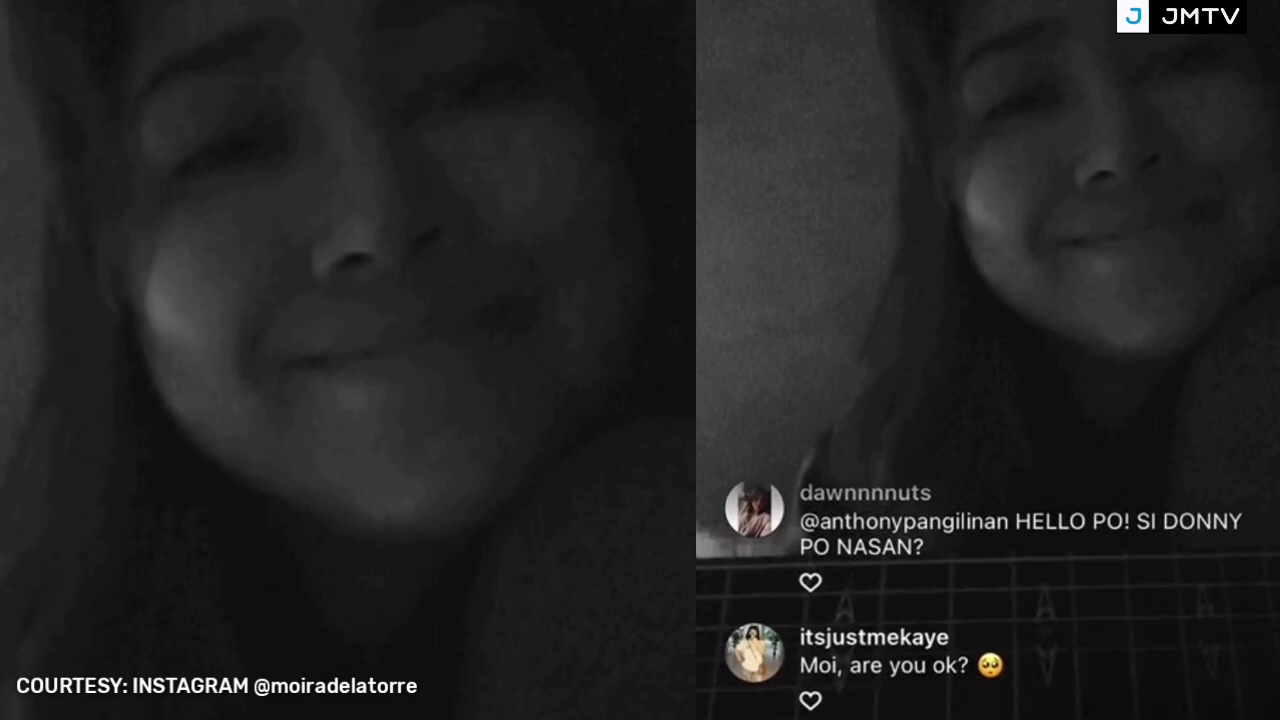 J JMTV
dawnnnnuts
@anthonypangilinan HELLO PO! SI DONNY
PO NASAN?
itsjustmekaye
Moi, are you ok? 🥺
COURTESY: INSTAGRAM @moiradelatorre